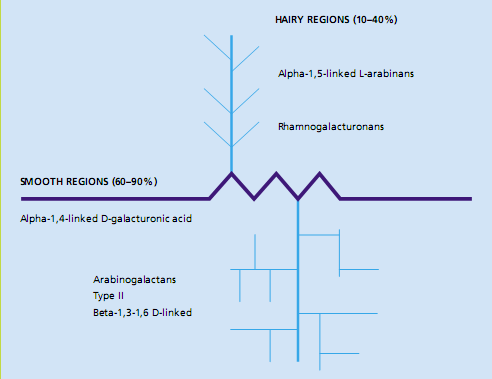 HAIRY REGIONS (10–40%)
Alpha-1,5-linked L-arabinans
Rhamnogalacturonans
SMOOTH REGIONS (60–90%)
Alpha-1,4-linked D-galacturonic acid
Arabinogalactans
Type II
Beta-1,3-1,6 D-linked